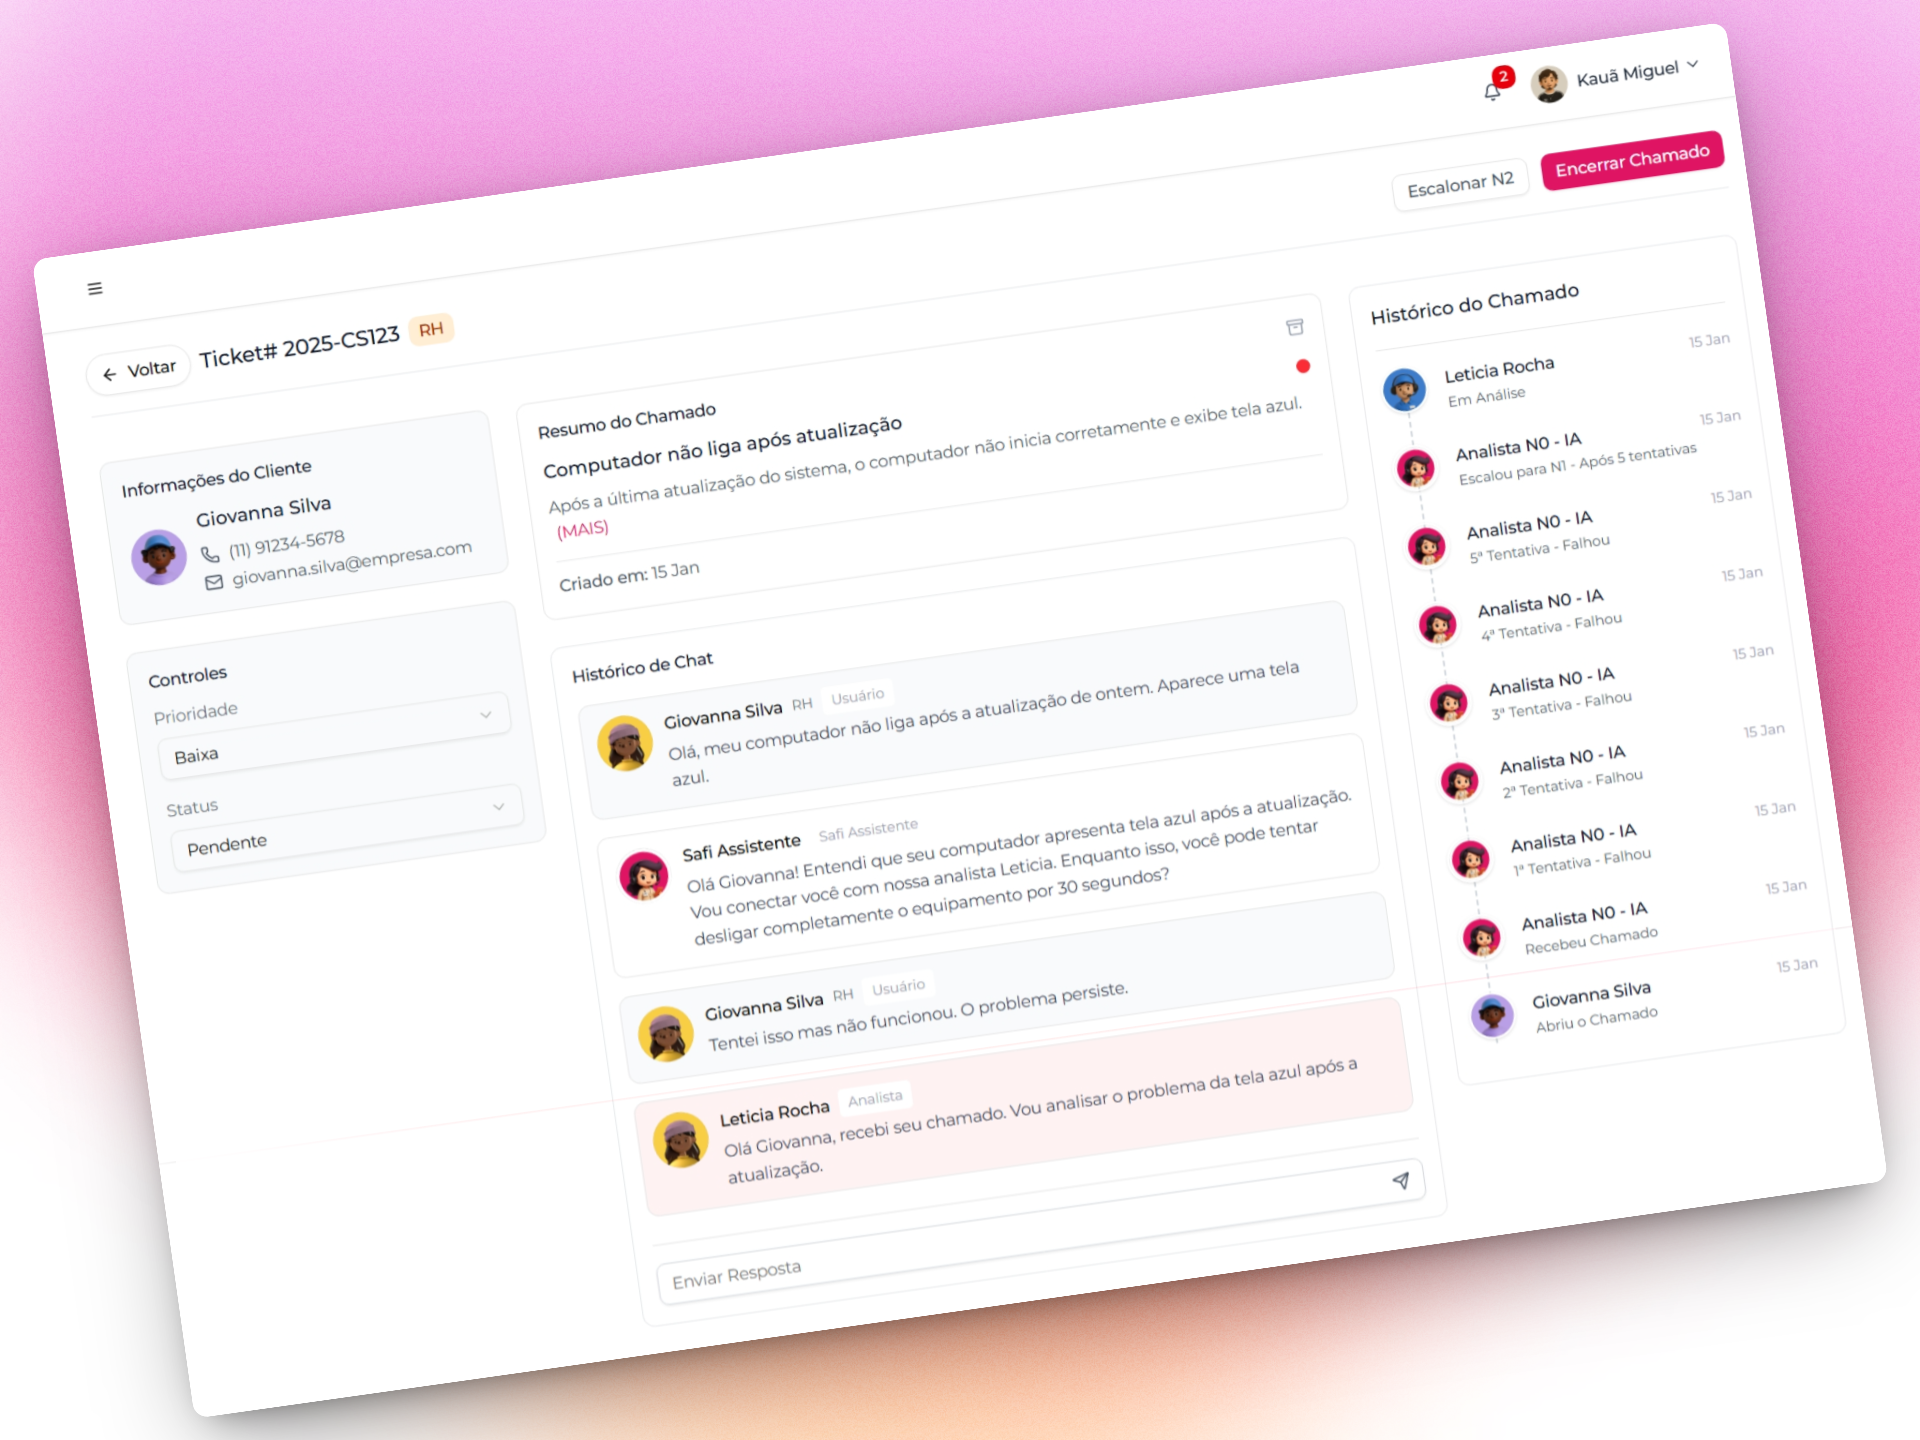 2
Kauã Miguel
Voltar
Ticket# 2025-CS123
RH
Escalonar N2
Encerrar Chamado
Informações do Cliente
Giovanna Silva
(11) 91234-5678
giovanna.silva@empresa.com
Controles
Prioridade
Baixa
Status
Pendente
Resumo do Chamado
Computador não liga após atualização
Após a última atualização do sistema, o computador não inicia corretamente e exibe tela azul.
(MAIS)
Criado em: 15 Jan
Histórico de Chat
Giovanna Silva RH Usuário
Olá, meu computador não liga após a atualização de ontem. Aparece uma tela
azul.
Safi Assistente Safi Assistente
Olá Giovanna! Entendi que seu computador apresenta tela azul após a atualização.
Vou conectar você com nossa analista Leticia. Enquanto isso, você pode tentar
desligar completamente o equipamento por 30 segundos?
Giovanna Silva RH Usuário
Tentei isso mas não funcionou. O problema persiste.
Leticia Rocha Analista
Olá Giovanna, recebi seu chamado. Vou analisar o problema da tela azul após a
atualização.
Enviar Resposta
Histórico do Chamado
Leticia Rocha 15 Jan
Em Análise
Analista N0 - IA 15 Jan
Escalou para N1 - Após 5 tentativas
Analista N0 - IA 15 Jan
5ª Tentativa - Falhou
Analista N0 - IA 15 Jan
4ª Tentativa - Falhou
Analista N0 - IA 15 Jan
3ª Tentativa - Falhou
Analista N0 - IA 15 Jan
2ª Tentativa - Falhou
Analista N0 - IA 15 Jan
1ª Tentativa - Falhou
Analista N0 - IA 15 Jan
Recebeu Chamado
Giovanna Silva 15 Jan
Abriu o Chamado